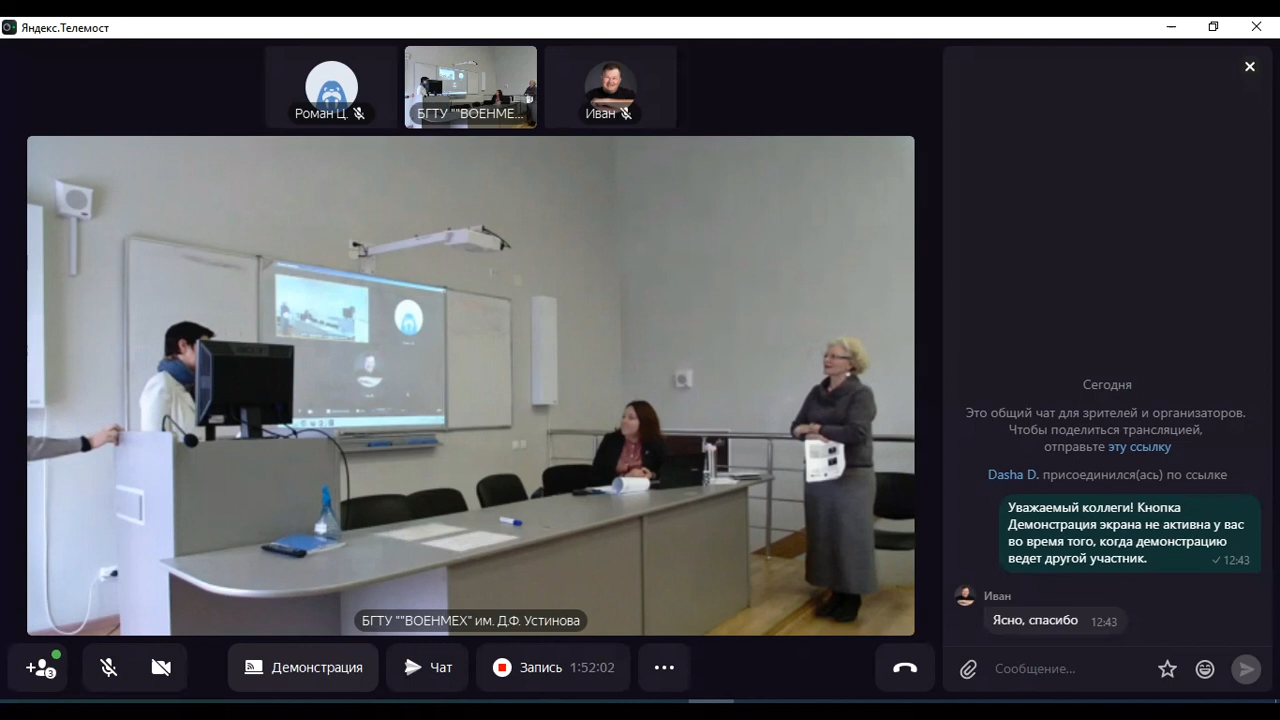 Яндекс.Телемост
Роман Ц.
БГТУ ""ВОЕНМЕ...
Иван
Сегодня
Это общий чат для зрителей и организаторов.
Чтобы поделиться трансляцией,
отправьте эту ссылку
Dasha D. присоединился(ась) по ссылке
Уважаемый коллеги! Кнопка
Демонстрация экрана не активна у вас
во время того, когда демонстрацию
ведет другой участник.
12:43
Иван
Ясно, спасибо 12:43
БГТУ ""ВОЕНМЕХ" им. Д.Ф. Устинова
3
Демонстрация
Чат
Запись 1:52:02
Сообщение...